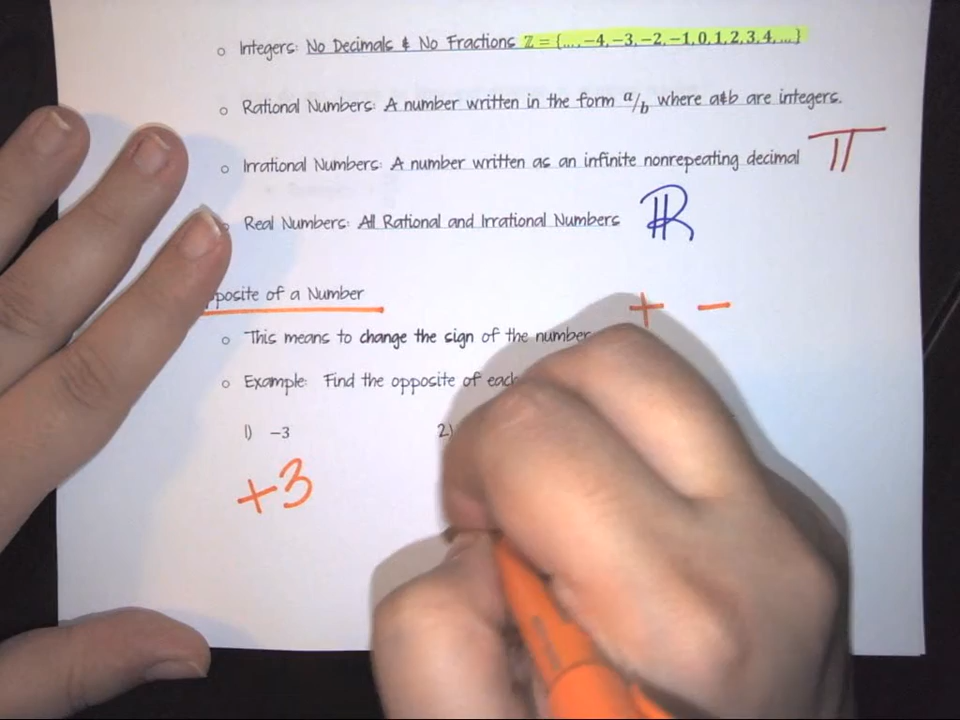 Integers: No Decimals & No Fractions ℤ = {..., −4, −3, −2, −1, 0, 1, 2, 3, 4, ... }
Rational Numbers: A number written in the form a/b where a&b are integers.
Irrational Numbers: A number written as an infinite nonrepeating decimal π
Real Numbers: All Rational and Irrational Numbers ℝ
pposite of a Number
+ −
This means to change the sign of the number
Example: Find the opposite of each
1) −3 2)
+3